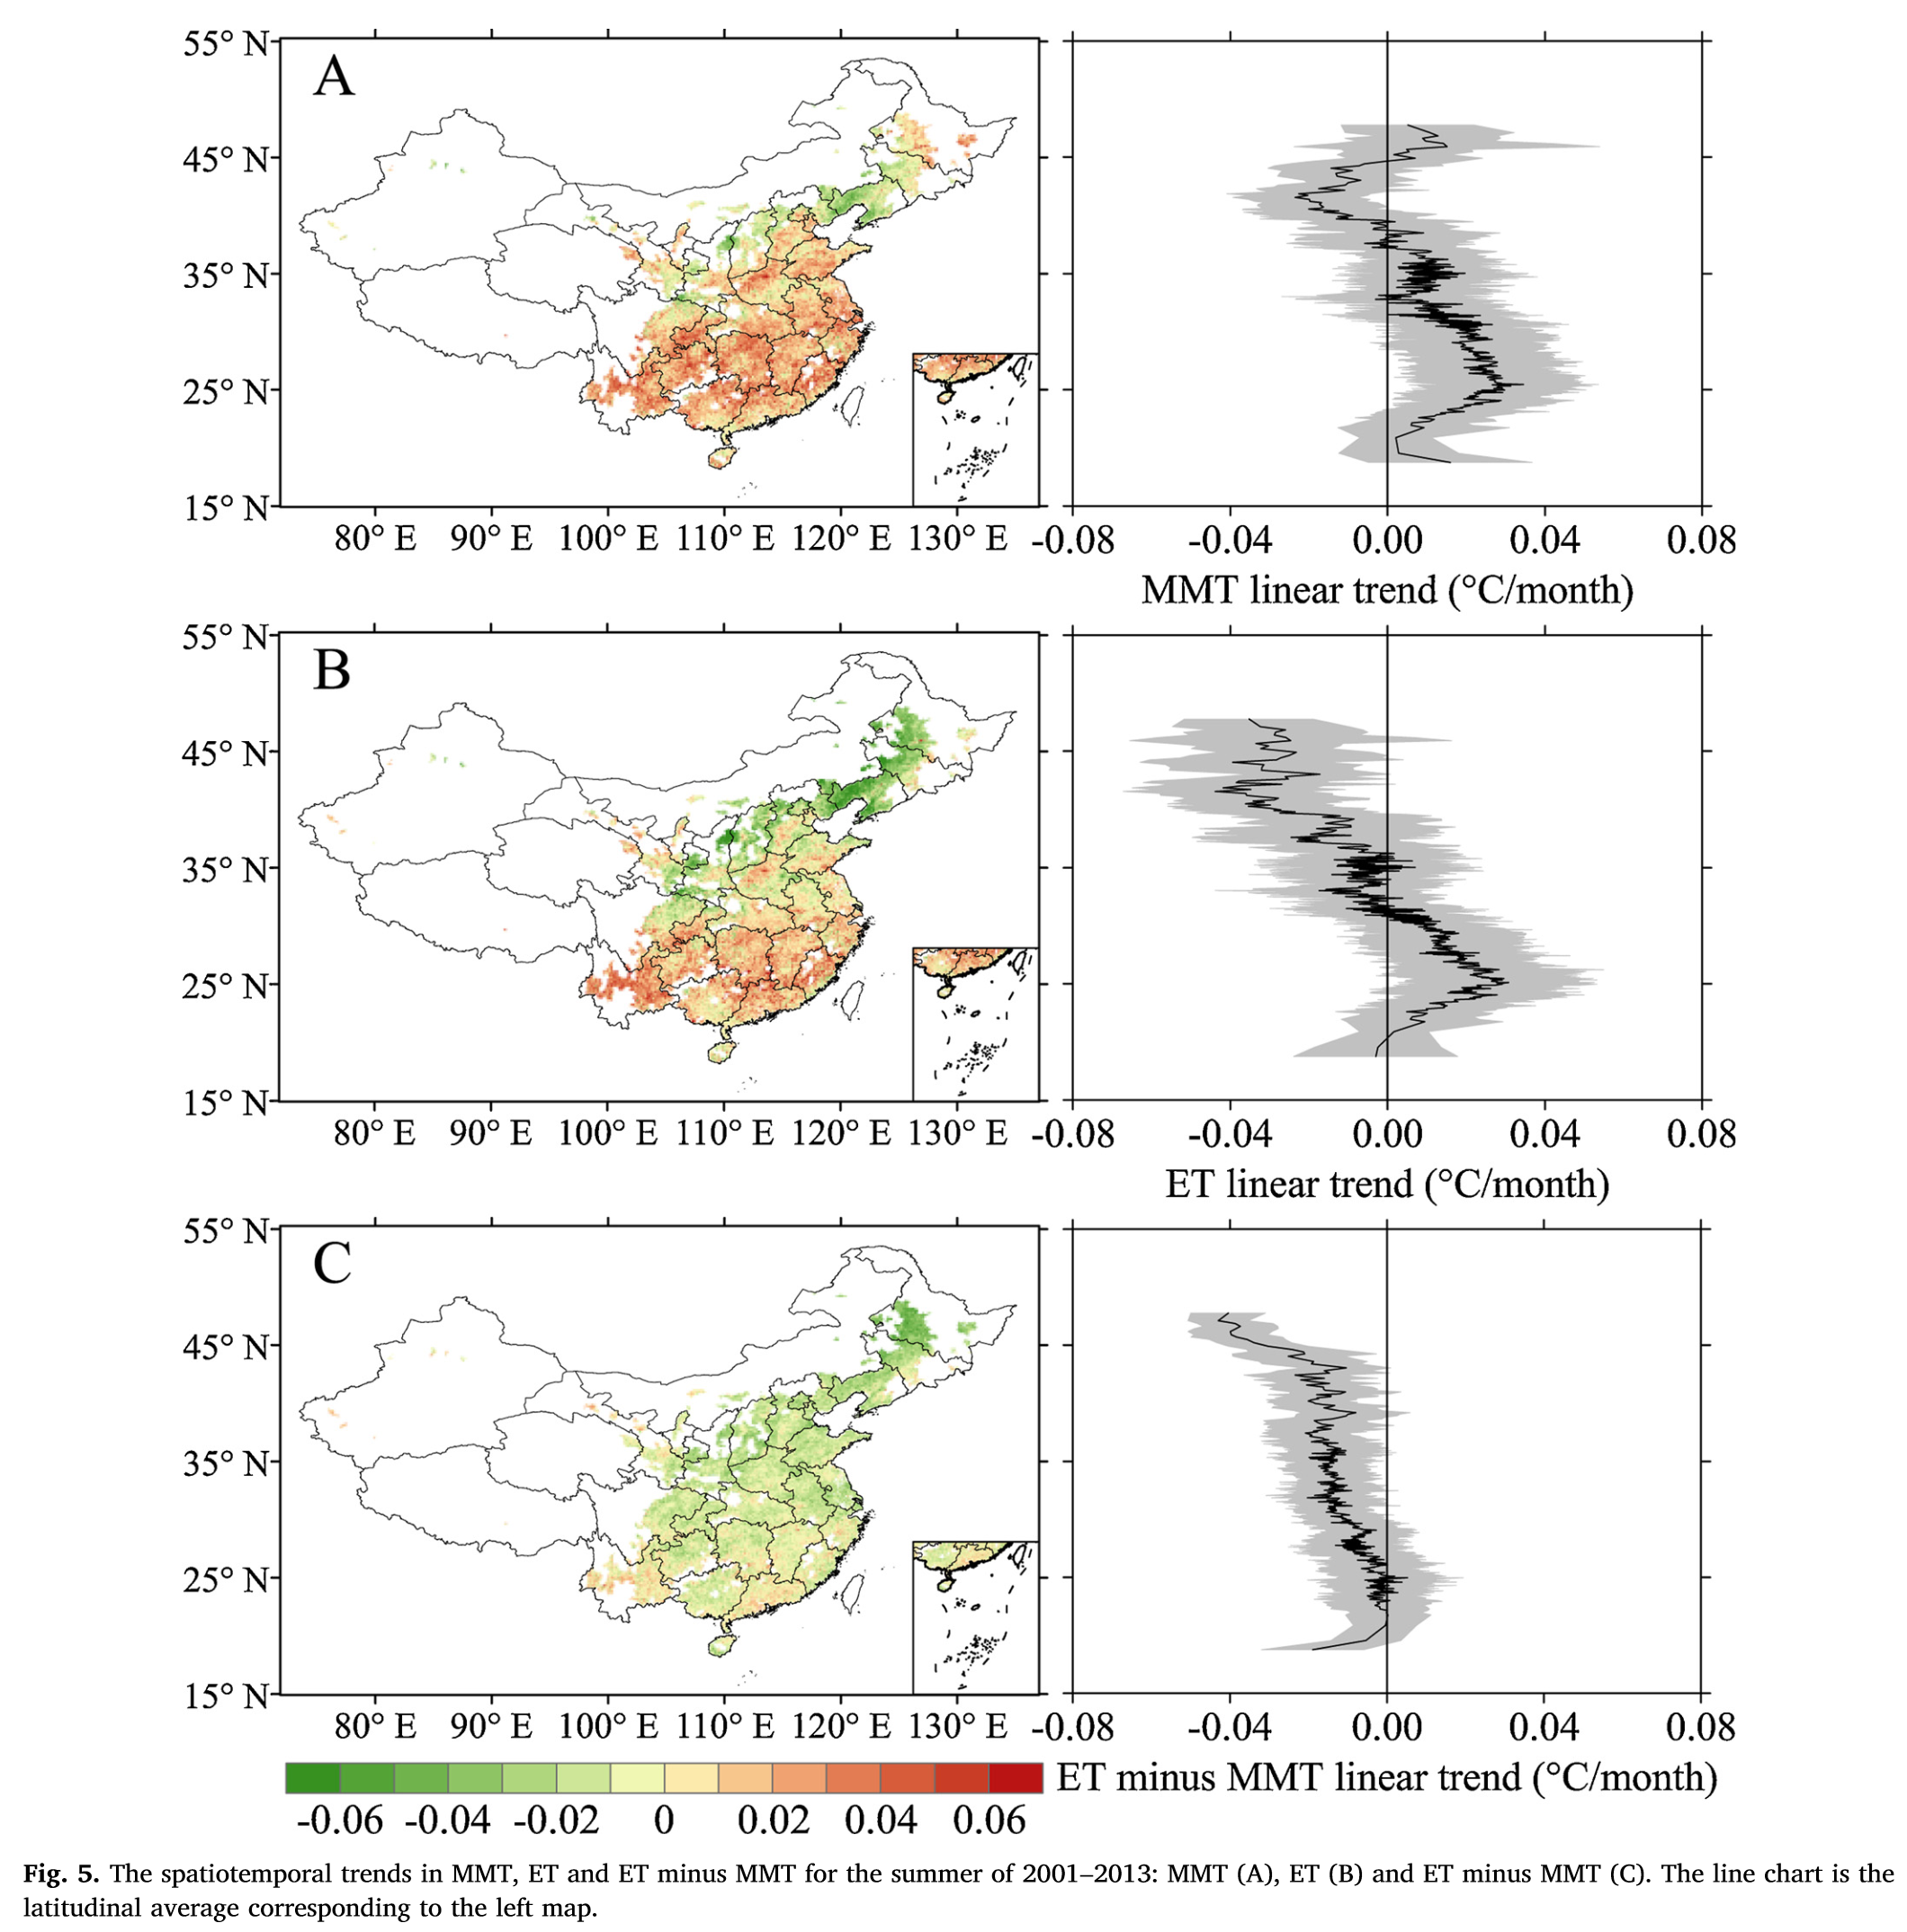 A
55° N
45° N
35° N
25° N
15° N
80° E 90° E 100° E 110° E 120° E 130° E
-0.08 -0.04 0.00 0.04 0.08
MMT linear trend (°C/month)
B
55° N
45° N
35° N
25° N
15° N
80° E 90° E 100° E 110° E 120° E 130° E
-0.08 -0.04 0.00 0.04 0.08
ET linear trend (°C/month)
C
55° N
45° N
35° N
25° N
15° N
80° E 90° E 100° E 110° E 120° E 130° E
-0.08 -0.04 0.00 0.04 0.08
ET minus MMT linear trend (°C/month)
-0.06 -0.04 -0.02 0 0.02 0.04 0.06
Fig. 5. The spatiotemporal trends in MMT, ET and ET minus MMT for the summer of 2001–2013: MMT (A), ET (B) and ET minus MMT (C). The line chart is the
latitudinal average corresponding to the left map.